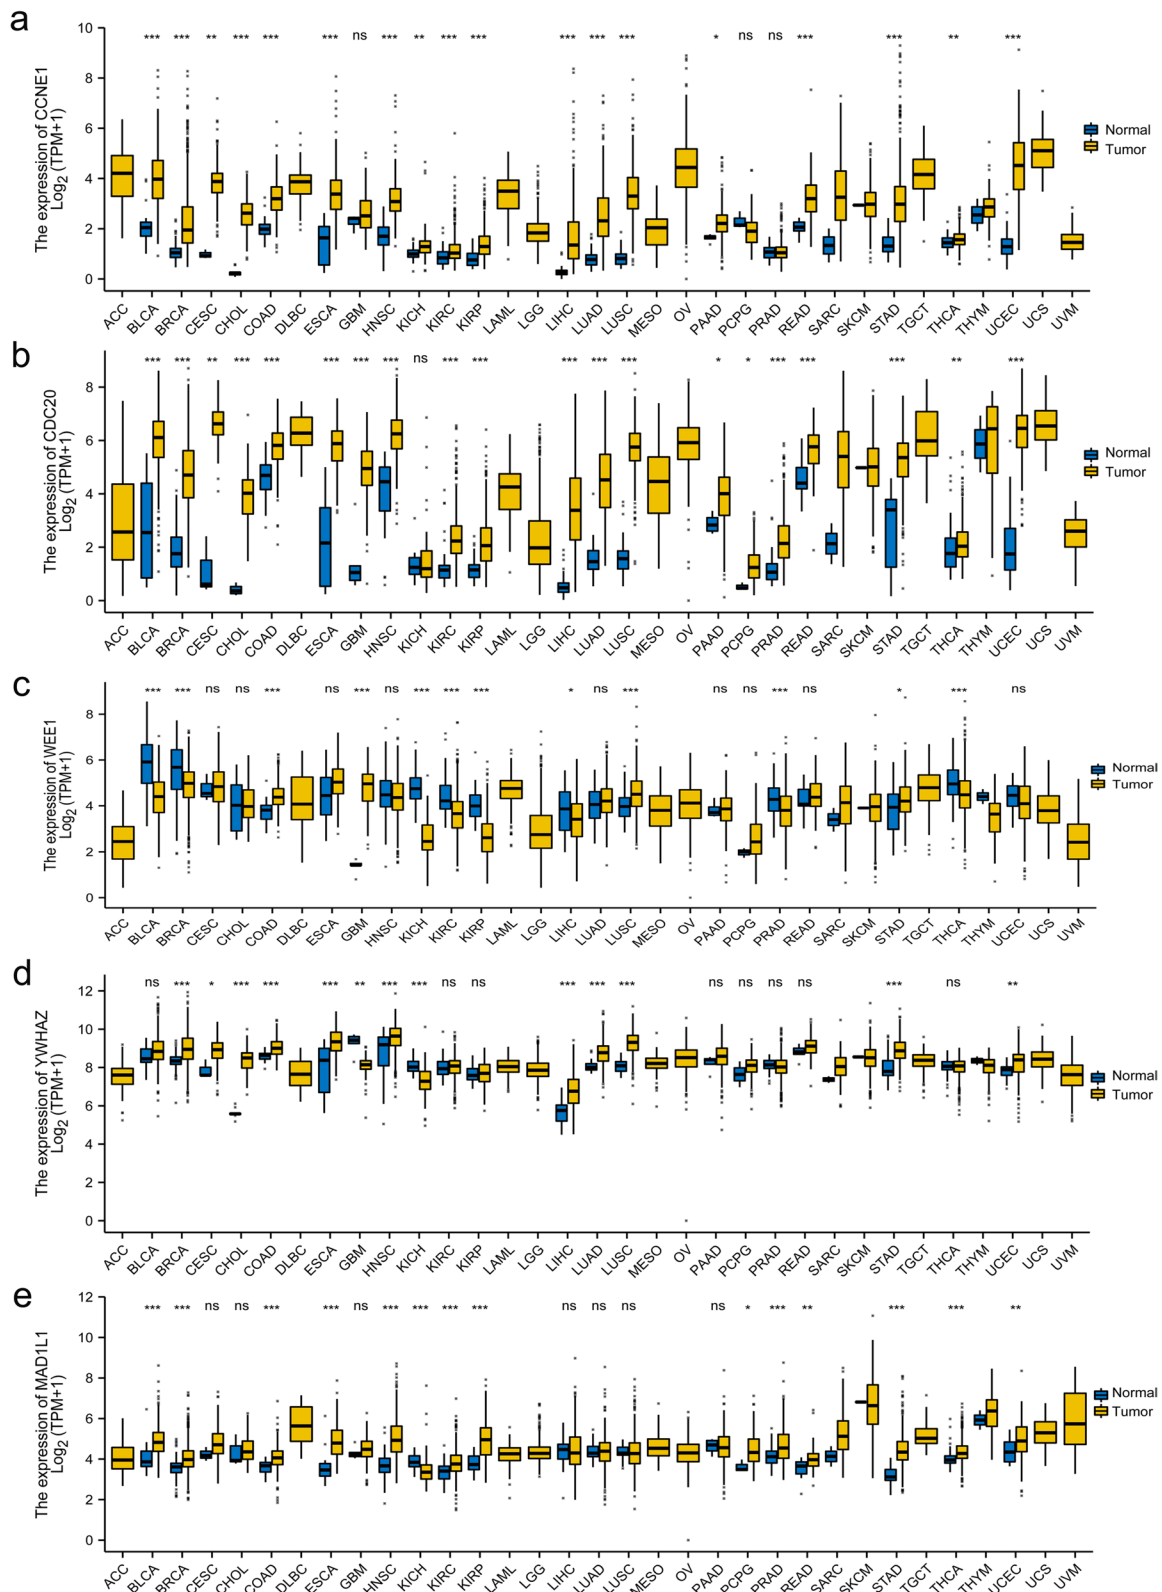 a
The expression of CCNE1
Log2 (TPM+1)
10
8
6
4
2
0
*** *** ** *** *** *** ns *** ** *** *** *** *** *** * ns ns *** *** ** ***
Normal
Tumor
ACC BLCA BRCA CESC CHOL COAD DLBC ESCA GBM HNSC KICH KIRC KIRP LAML LGG LIHC LUAD LUSC MESO OV PAAD PCPG PRAD READ SARC SKCM STAD TGCT THCA THYM UCEC UCS UVM
b
The expression of CDC20
Log2 (TPM+1)
8
6
4
2
0
*** *** ** *** *** *** *** *** ns *** *** *** *** *** * * *** *** *** ** ***
Normal
Tumor
ACC BLCA BRCA CESC CHOL COAD DLBC ESCA GBM HNSC KICH KIRC KIRP LAML LGG LIHC LUAD LUSC MESO OV PAAD PCPG PRAD READ SARC SKCM STAD TGCT THCA THYM UCEC UCS UVM
c
The expression of WEE1
Log2 (TPM+1)
8
6
4
2
0
*** *** ns ns *** ns *** ns *** *** *** * ns *** ns ns *** ns * *** ns
Normal
Tumor
ACC BLCA BRCA CESC CHOL COAD DLBC ESCA GBM HNSC KICH KIRC KIRP LAML LGG LIHC LUAD LUSC MESO OV PAAD PCPG PRAD READ SARC SKCM STAD TGCT THCA THYM UCEC UCS UVM
d
The expression of YWHAZ
Log2 (TPM+1)
12
10
8
6
4
2
0
ns *** * *** *** *** ** *** *** ns ns *** *** *** ns ns ns ns *** ns **
Normal
Tumor
ACC BLCA BRCA CESC CHOL COAD DLBC ESCA GBM HNSC KICH KIRC KIRP LAML LGG LIHC LUAD LUSC MESO OV PAAD PCPG PRAD READ SARC SKCM STAD TGCT THCA THYM UCEC UCS UVM
e
The expression of MAD1L1
Log2 (TPM+1)
12
10
8
6
4
2
0
*** *** ns ns *** *** ns *** *** *** *** ns ns ns ns * *** ** *** *** **
Normal
Tumor
ACC BLCA BRCA CESC CHOL COAD DLBC ESCA GBM HNSC KICH KIRC KIRP LAML LGG LIHC LUAD LUSC MESO OV PAAD PCPG PRAD READ SARC SKCM STAD TGCT THCA THYM UCEC UCS UVM